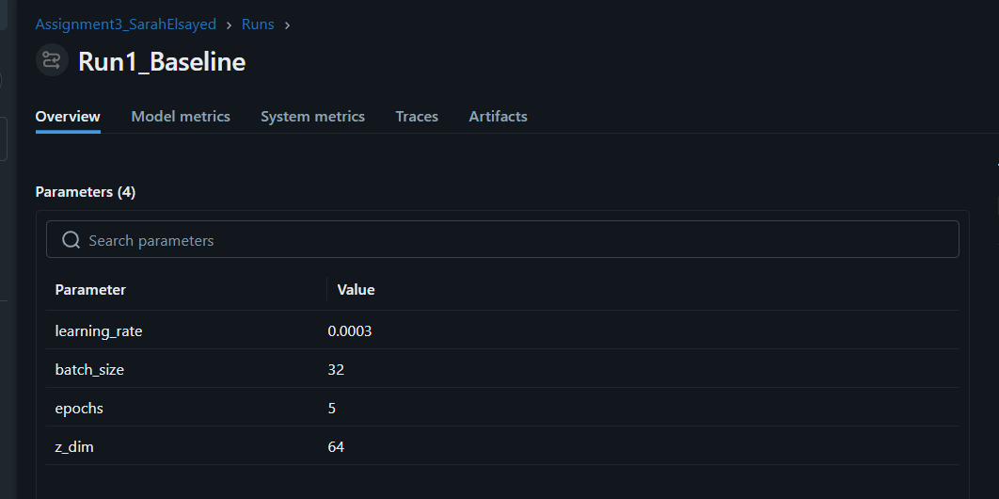 Assignment3_SarahElsayed > Runs >
Run1_Baseline
Overview Model metrics System metrics Traces Artifacts
Parameters (4)
Search parameters
Parameter Value
learning_rate 0.0003
batch_size 32
epochs 5
z_dim 64